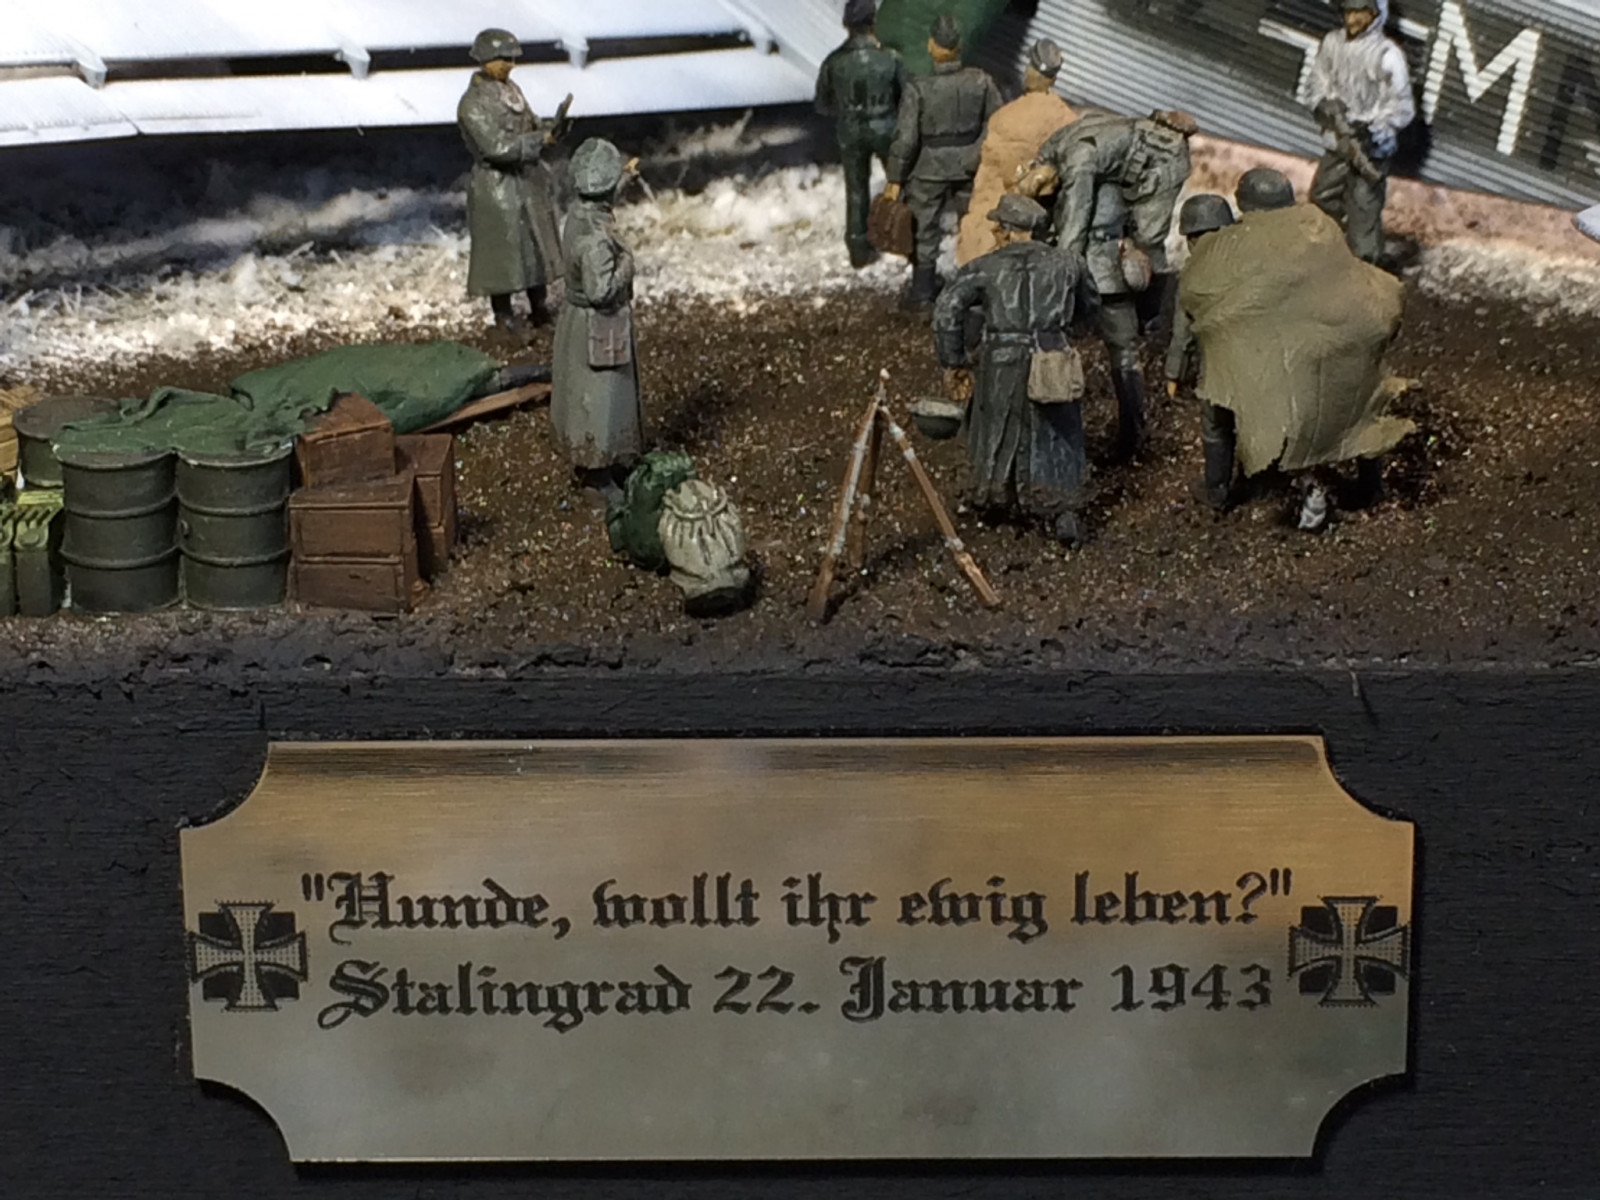 M
"Hunde, wollt ihr ewig leben?"
Stalingrad 22. Januar 1943